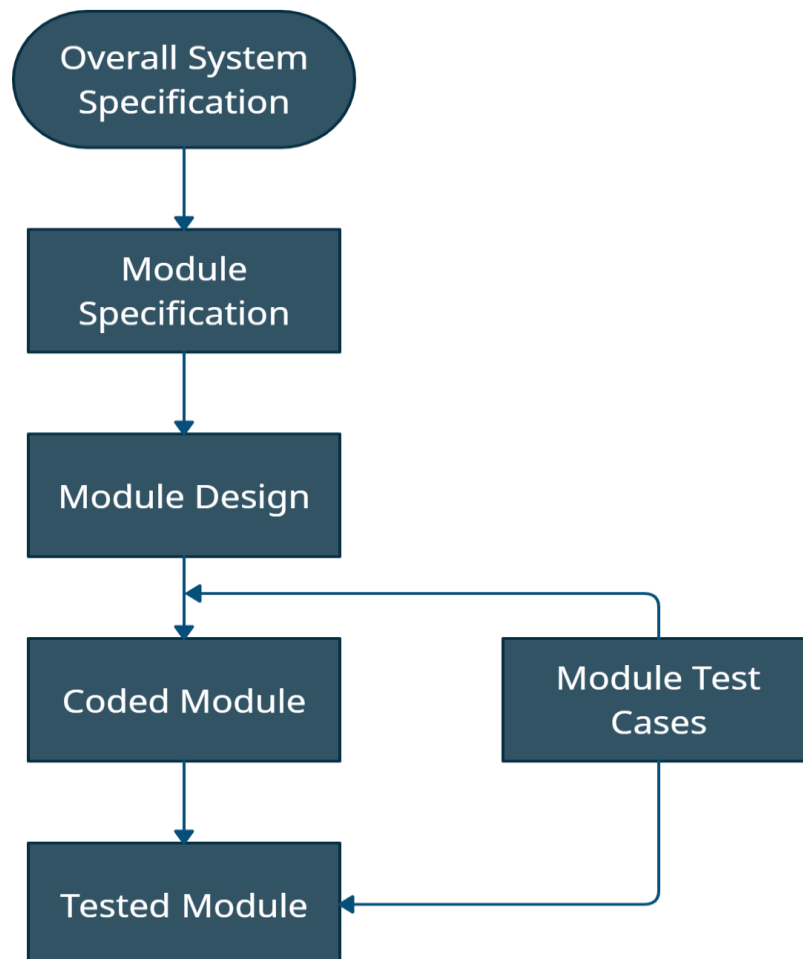 Overall System
Specification
Module
Specification
Module Design
Coded Module
Module Test
Cases
Tested Module